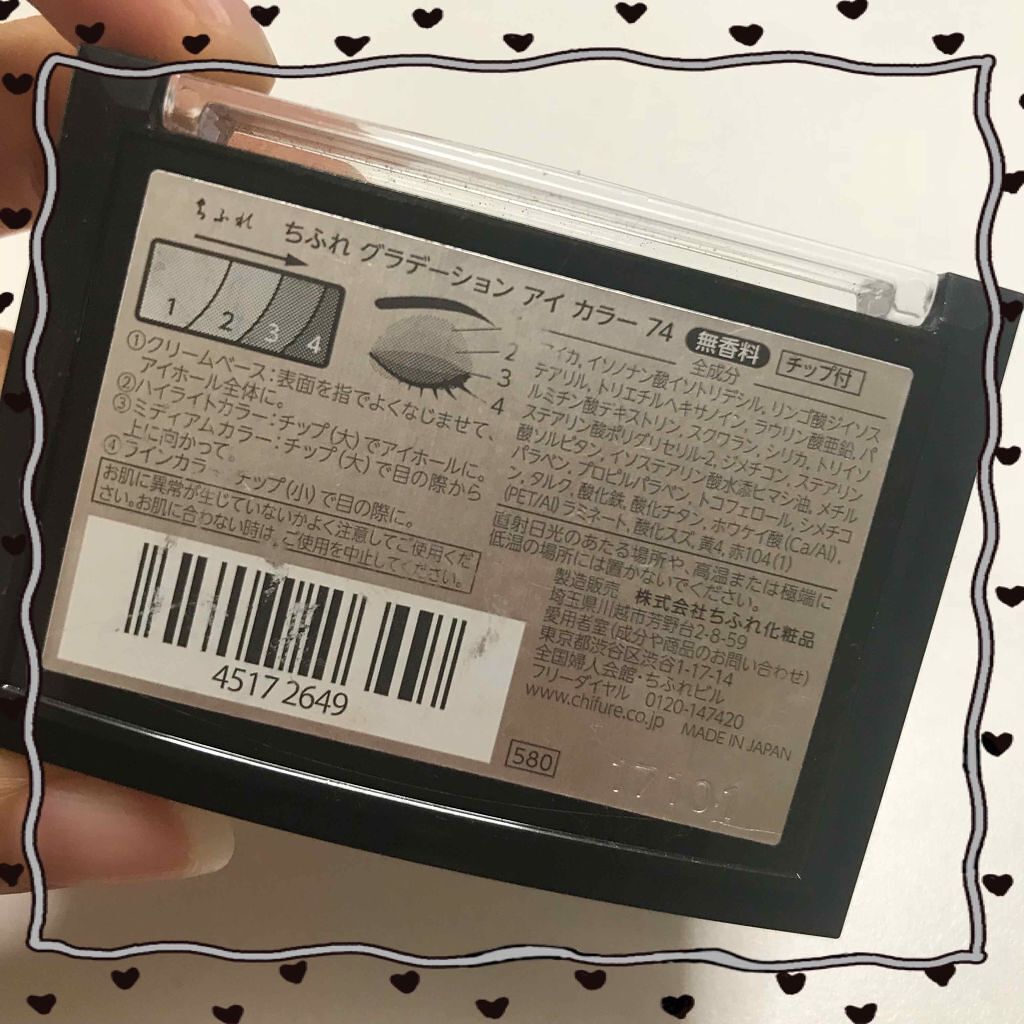 ちふれ
ちふれ グラデーション アイ カラー 74 無香料 チップ付
1 2 3 4
2
3
4
①クリームベース:表面を指でよくなじませて、
アイホール全体に。
②ハイライトカラー:チップ(大)でアイホールに。
③ミディアムカラー:チップ(大)で目の際から
上に向かって。
④ラインカラ ップ(小)で目の際に。
お肌に異常が生じていないかよく注意してご使用くだ
さい。お肌に合わない時は、ご使用を中止してください。
4517 2649
全成分
イカ, イソノナン酸イソトリデシル, リンゴ酸ジイソス
テアリル, トリエチルヘキサノイン, ラウリン酸亜鉛, パ
ルミチン酸デキストリン, スクワラン, シリカ, トリイソ
ステアリン酸ポリグリセリル-2, ジメチコン, ステアリン
酸ソルビタン, イソステアリン酸水添ヒマシ油, メチル
パラベン, プロピルパラベン, トコフェロール, シメチコ
ン, タルク, 酸化鉄, 酸化チタン, ホウケイ酸(Ca/Al),
(PET/Al)ラミネート, 酸化スズ, 黄4, 赤104(1)
直射日光のあたる場所や、高温または極端に
低温の場所には置かないでください。
製造販売 株式会社ちふれ化粧品
埼玉県川越市芳野台2-8-59
愛用者室(成分や商品のお問い合わせ)
東京都渋谷区渋谷1-17-14
全国婦人会館・ちふれビル
フリーダイヤル 0120-147420
www.chifure.co.jp MADE IN JAPAN
580
17101